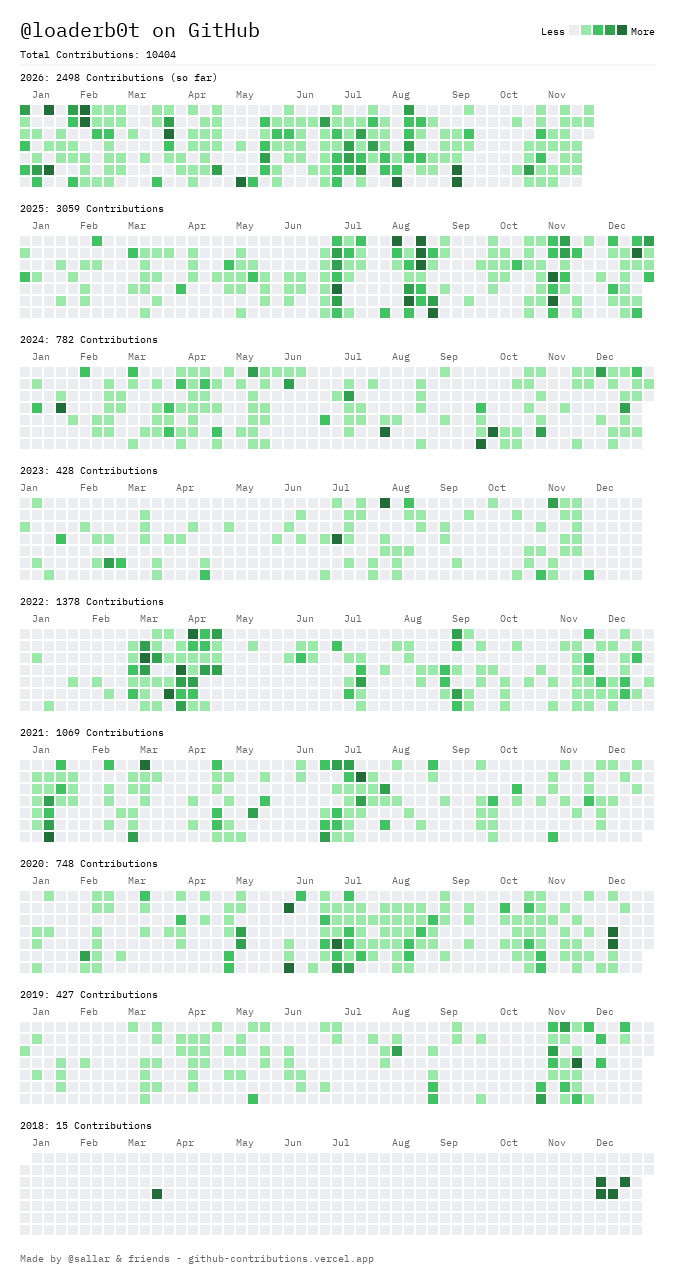 @loaderb0t on GitHub
Less More
Total Contributions: 10404
2026: 2498 Contributions (so far)
Jan Feb Mar Apr May Jun Jul Aug Sep Oct Nov
2025: 3059 Contributions
Jan Feb Mar Apr May Jun Jul Aug Sep Oct Nov Dec
2024: 782 Contributions
Jan Feb Mar Apr May Jun Jul Aug Sep Oct Nov Dec
2023: 428 Contributions
Jan Feb Mar Apr May Jun Jul Aug Sep Oct Nov Dec
2022: 1378 Contributions
Jan Feb Mar Apr May Jun Jul Aug Sep Oct Nov Dec
2021: 1069 Contributions
Jan Feb Mar Apr May Jun Jul Aug Sep Oct Nov Dec
2020: 748 Contributions
Jan Feb Mar Apr May Jun Jul Aug Sep Oct Nov Dec
2019: 427 Contributions
Jan Feb Mar Apr May Jun Jul Aug Sep Oct Nov Dec
2018: 15 Contributions
Jan Feb Mar Apr May Jun Jul Aug Sep Oct Nov Dec
Made by @sallar & friends - github-contributions.vercel.app